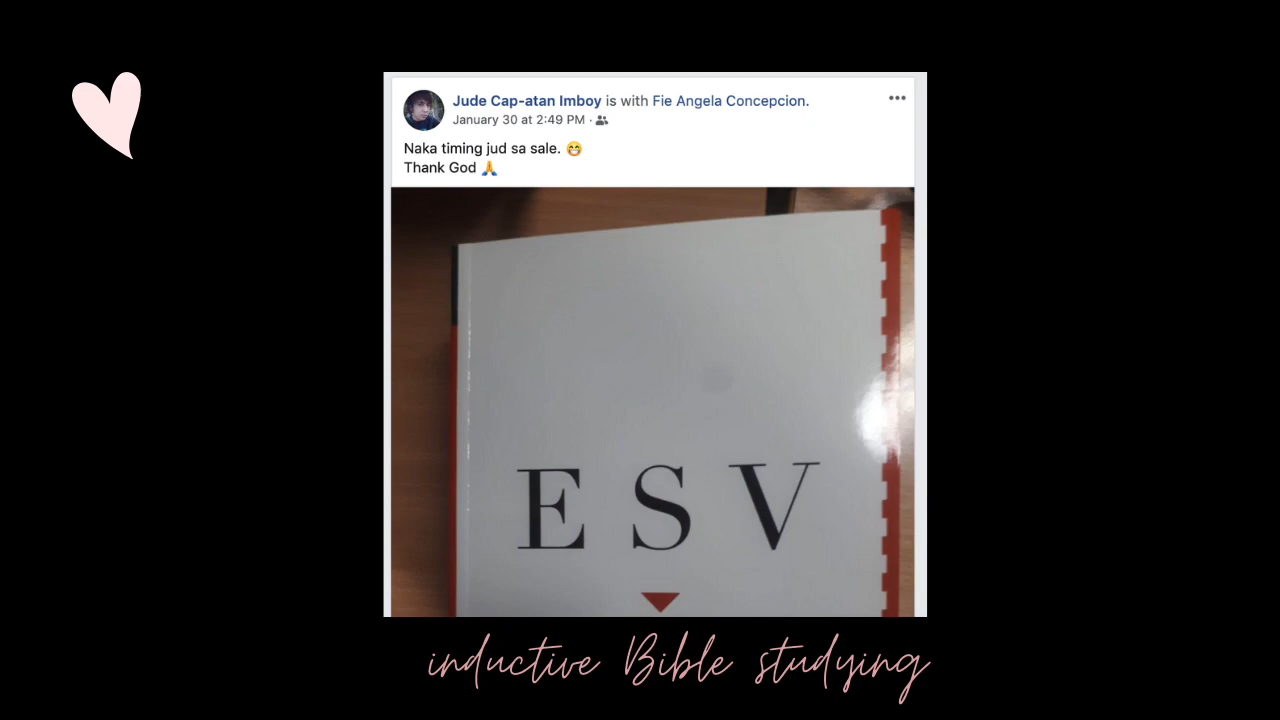 Jude Cap-atan Imboy is with Fie Angela Concepcion.
January 30 at 2:49 PM ·
Naka timing jud sa sale. 😁
Thank God 🙏
E S V
inductive Bible studying